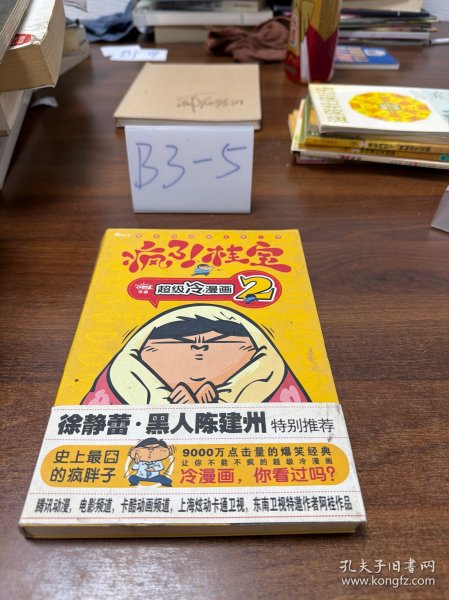 B3-5
疯了!桂宝
超级冷漫画
2
徐静蕾·黑人陈建州 特别推荐
史上最囧
的疯胖子
9000万点击量的爆笑经典
让你不能不疯的超级冷漫画
冷漫画，你看过吗？
腾讯动漫，电影频道，卡酷动画频道，上海炫动卡通卫视，东南卫视特邀作者阿桂作品
孔夫子旧书网
www.kongfz.com